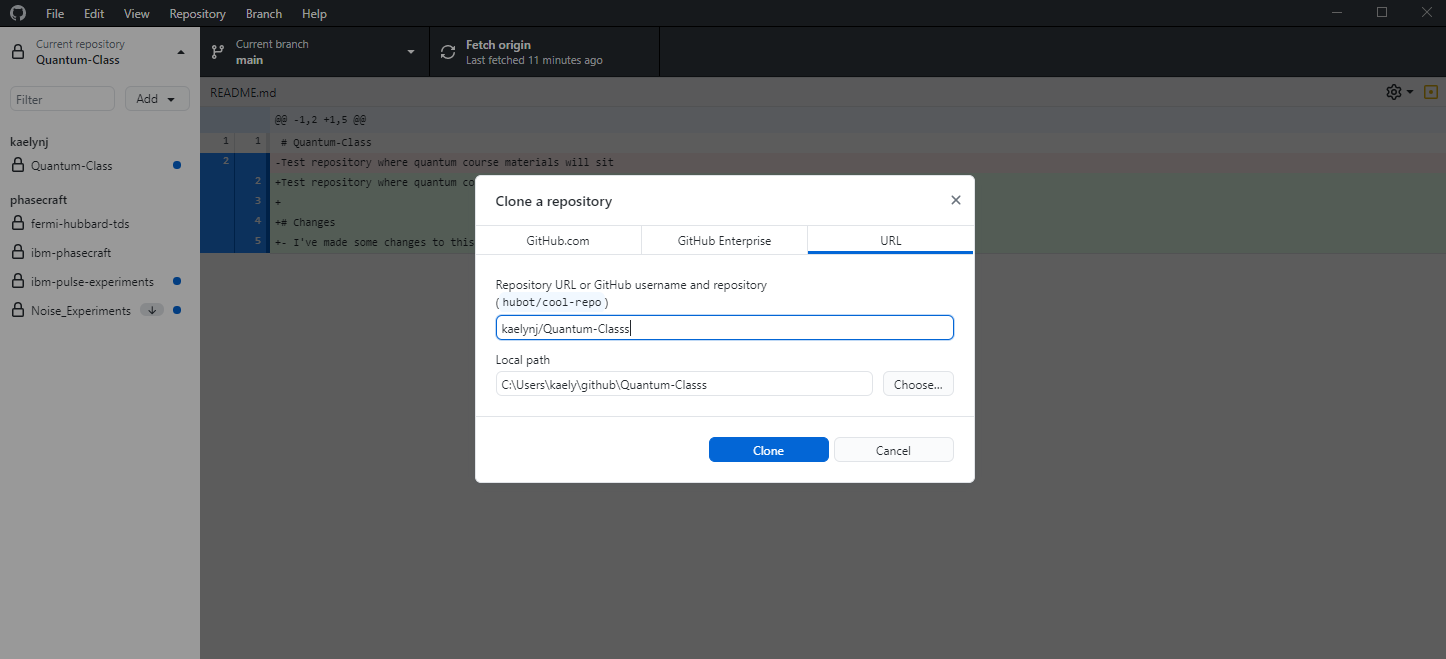 File Edit View Repository Branch Help
Current repository
Quantum-Class
Current branch
main
Fetch origin
Last fetched 11 minutes ago
Filter
Add
kaelynj
Quantum-Class
phasecraft
fermi-hubbard-tds
ibm-phasecraft
ibm-pulse-experiments
Noise_Experiments
README.md
@@ -1,2 +1,5 @@
1 1 # Quantum-Class
2 -Test repository where quantum course materials will sit
2 +Test repository where quantum co
3 +
4 +# Changes
5 +- I've made some changes to this
Clone a repository
GitHub.com GitHub Enterprise URL
Repository URL or GitHub username and repository
(hubot/cool-repo)
kaelynj/Quantum-Classs
Local path
C:\Users\kaely\github\Quantum-Classs
Choose...
Clone Cancel